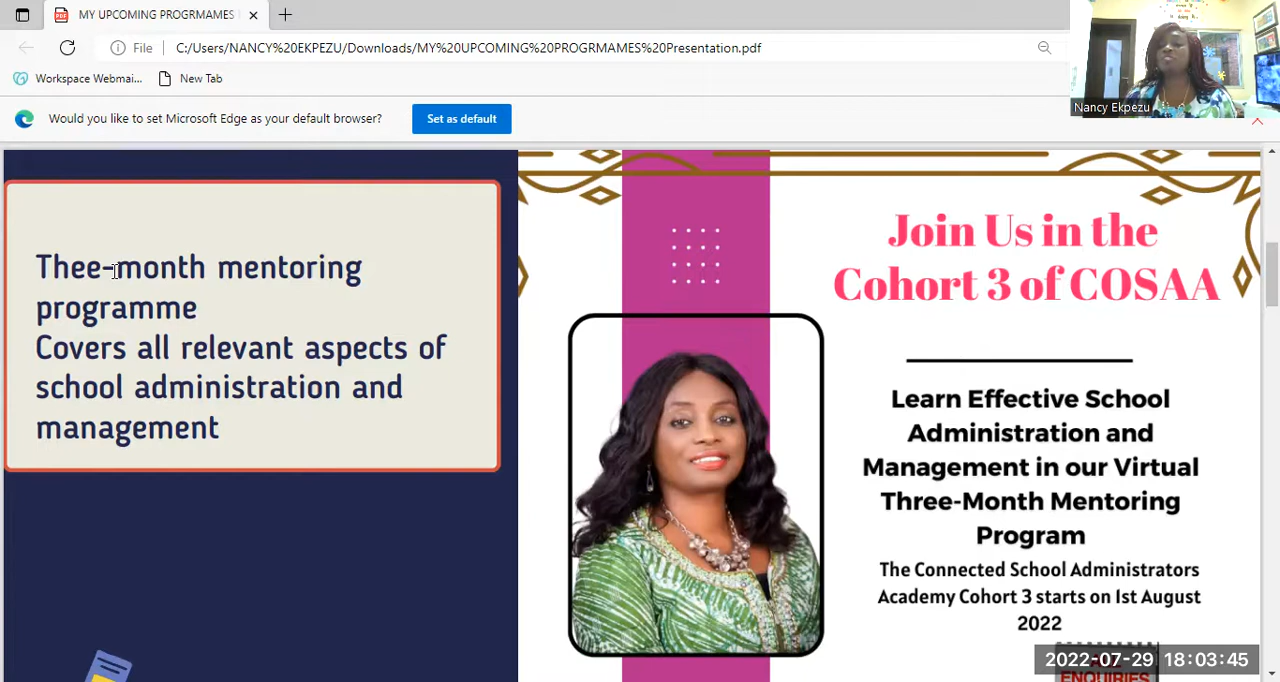 MY UPCOMING PROGRMAMES
File
C:/Users/NANCY%20EKPEZU/Downloads/MY%20UPCOMING%20PROGRMAMES%20Presentation.pdf
Workspace Webmai...
New Tab
Nancy Ekpezu
Would you like to set Microsoft Edge as your default browser?
Set as default
Thee-month mentoring
programme
Covers all relevant aspects of
school administration and
management
Join Us in the
Cohort 3 of COSAA
Learn Effective School
Administration and
Management in our Virtual
Three-Month Mentoring
Program
The Connected School Administrators
Academy Cohort 3 starts on 1st August
2022
ENQUIRIES
2022-07-29 18:03:45